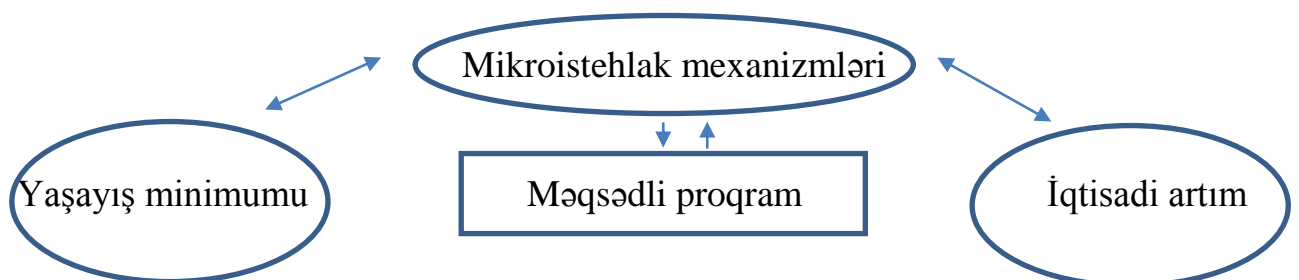 Mikroistehlak mexanizmləri
Yaşayış minimumu
Məqsədli proqram
İqtisadi artım